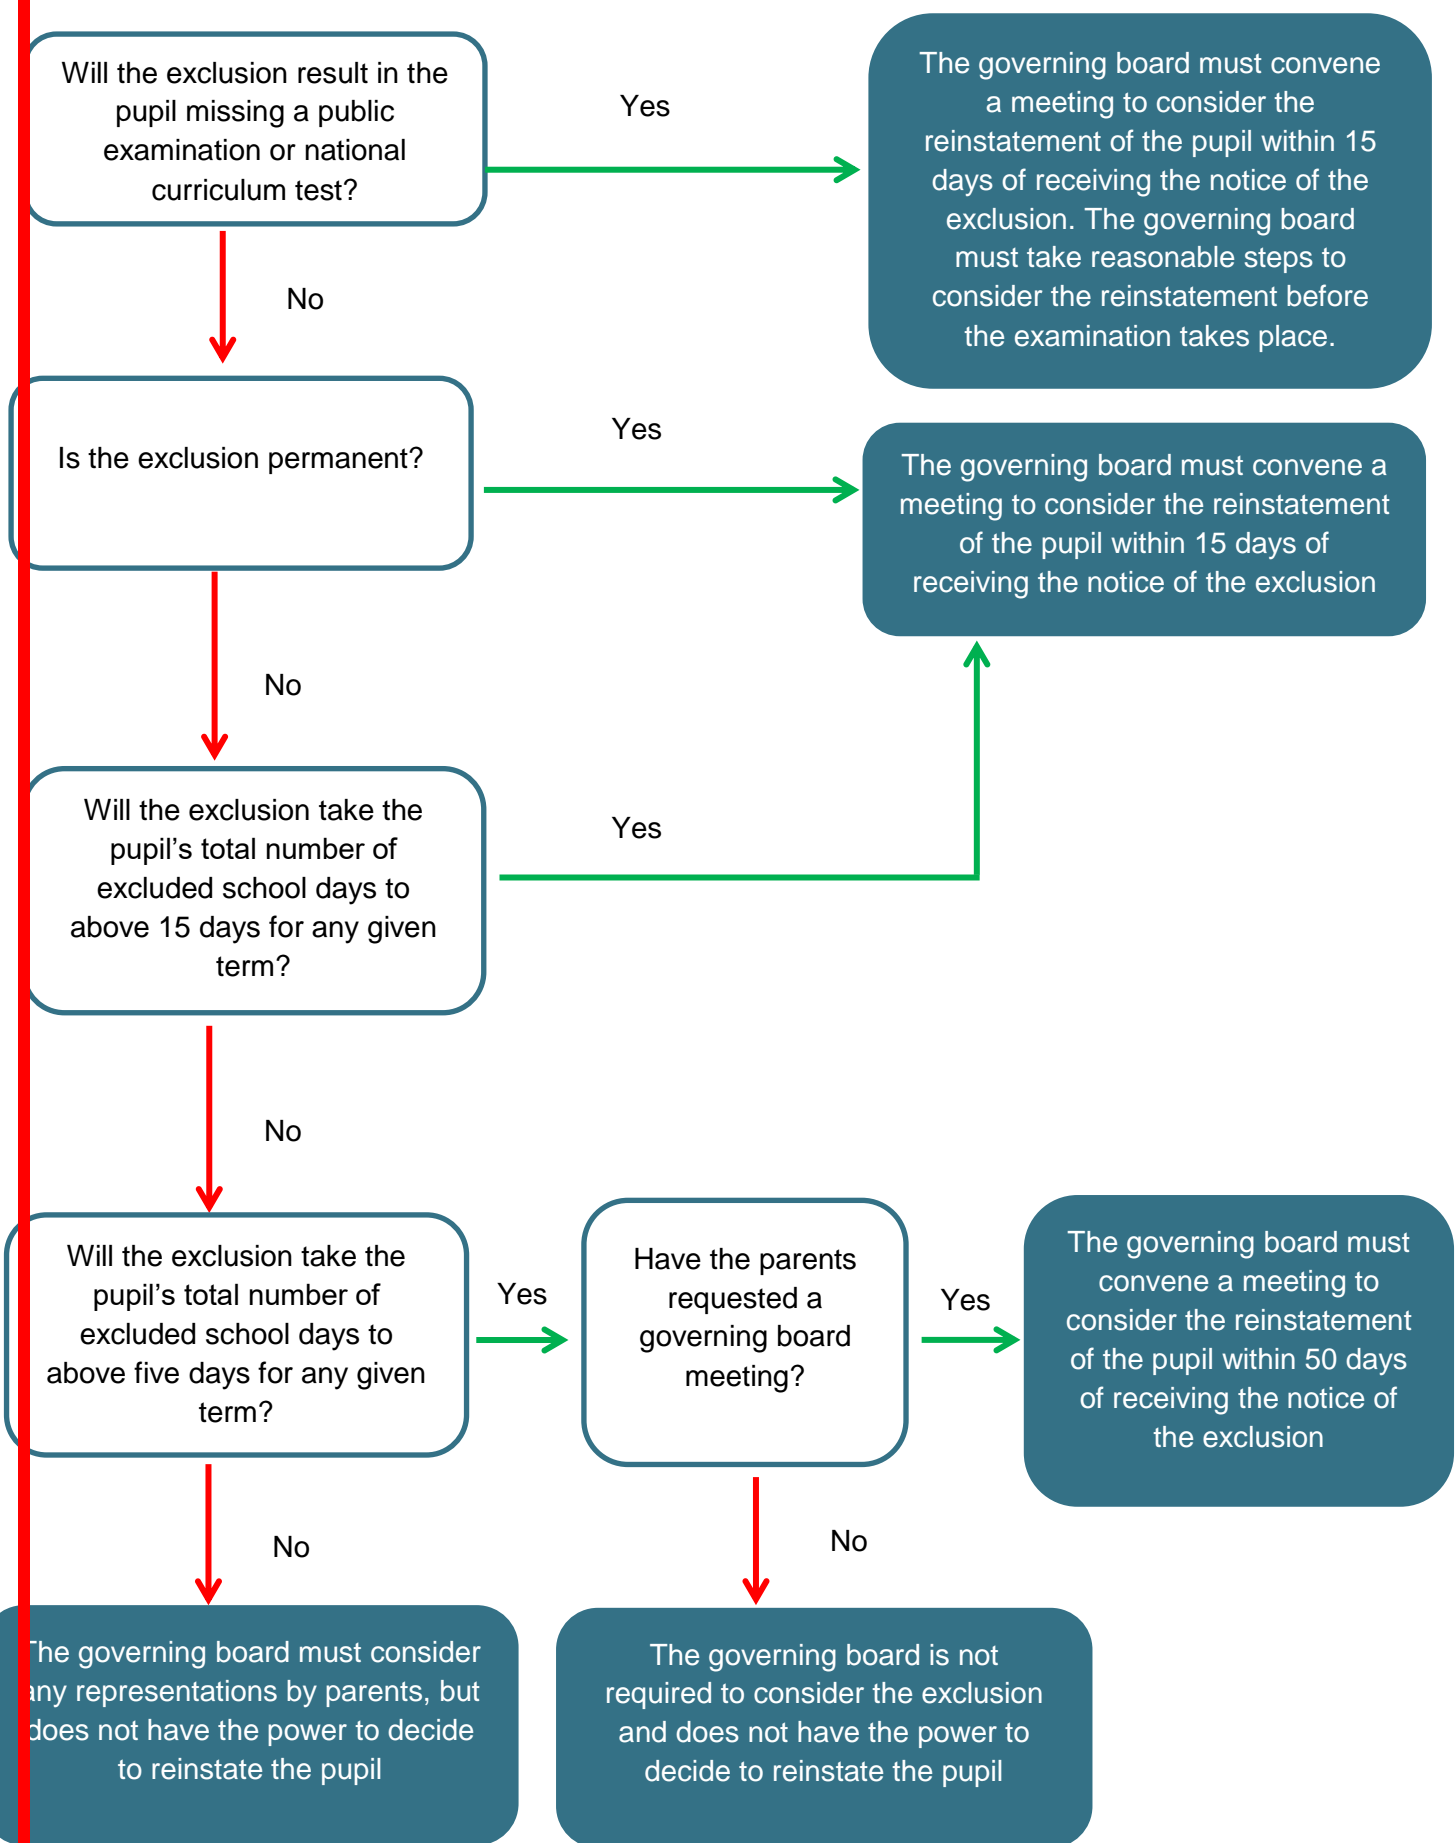 Will the exclusion result in the
pupil missing a public
examination or national
curriculum test?
Yes
The governing board must convene
a meeting to consider the
reinstatement of the pupil within 15
days of receiving the notice of the
exclusion. The governing board
must take reasonable steps to
consider the reinstatement before
the examination takes place.
No
Is the exclusion permanent?
Yes
The governing board must convene a
meeting to consider the reinstatement
of the pupil within 15 days of
receiving the notice of the exclusion
No
Will the exclusion take the
pupil’s total number of
excluded school days to
above 15 days for any given
term?
Yes
No
Will the exclusion take the
pupil’s total number of
excluded school days to
above five days for any given
term?
Yes
Have the parents
requested a
governing board
meeting?
Yes
The governing board must
convene a meeting to
consider the reinstatement
of the pupil within 50 days
of receiving the notice of
the exclusion
No
No
The governing board must consider
any representations by parents, but
does not have the power to decide
to reinstate the pupil
The governing board is not
required to consider the exclusion
and does not have the power to
decide to reinstate the pupil